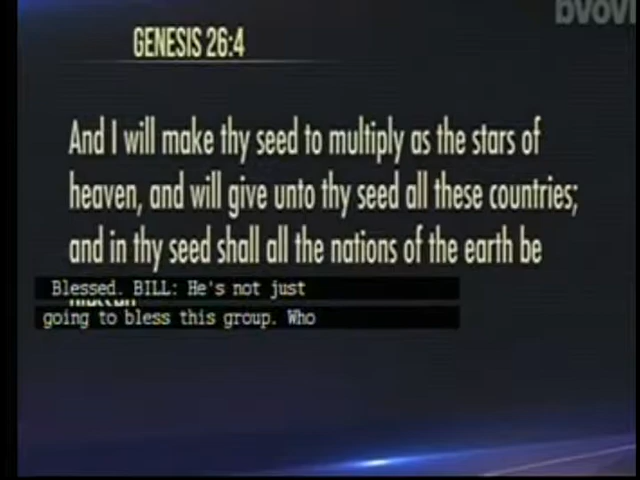 bvovi
GENESIS 26:4
And I will make thy seed to multiply as the stars of
heaven, and will give unto thy seed all these countries;
and in thy seed shall all the nations of the earth be
Blessed. BILL: He's not just
going to bless this group. Who